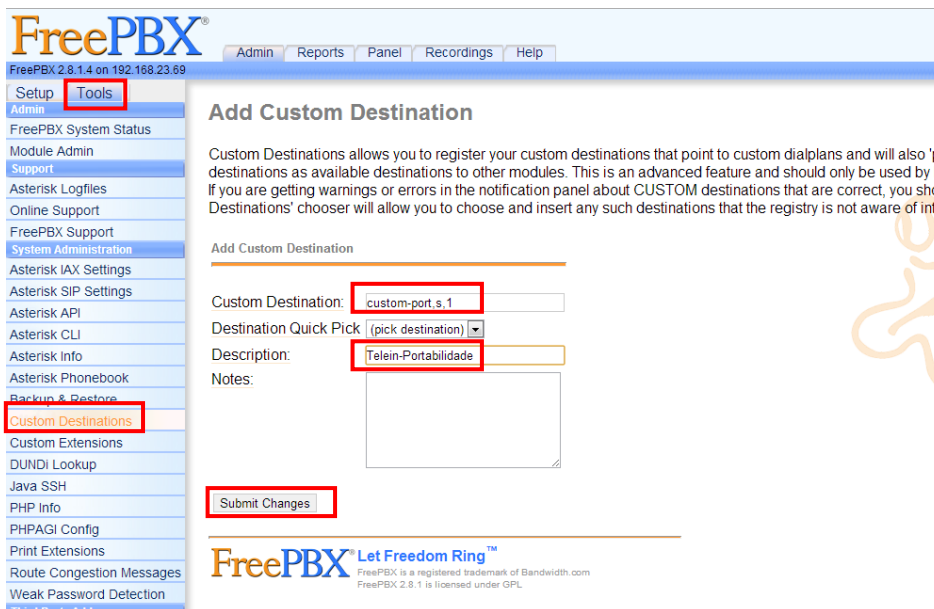 FreePBX®
Admin Reports Panel Recordings Help
FreePBX 2.8.1.4 on 192.168.23.69
Setup Tools
Admin
FreePBX System Status
Module Admin
Support
Asterisk Logfiles
Online Support
FreePBX Support
System Administration
Asterisk IAX Settings
Asterisk SIP Settings
Asterisk API
Asterisk CLI
Asterisk Info
Asterisk Phonebook
Backup & Restore
Custom Destinations
Custom Extensions
DUNDi Lookup
Java SSH
PHP Info
PHPAGI Config
Print Extensions
Route Congestion Messages
Weak Password Detection
Add Custom Destination
Custom Destinations allows you to register your custom destinations that point to custom dialplans and will also 'p
destinations as available destinations to other modules. This is an advanced feature and should only be used by
If you are getting warnings or errors in the notification panel about CUSTOM destinations that are correct, you sho
Destinations' chooser will allow you to choose and insert any such destinations that the registry is not aware of int
Add Custom Destination
Custom Destination: custom-port,s,1
Destination Quick Pick (pick destination)
Description: Telein-Portabilidade
Notes:
Submit Changes
FreePBX® Let Freedom Ring™
FreePBX is a registered trademark of Bandwidth.com
FreePBX 2.8.1 is licensed under GPL